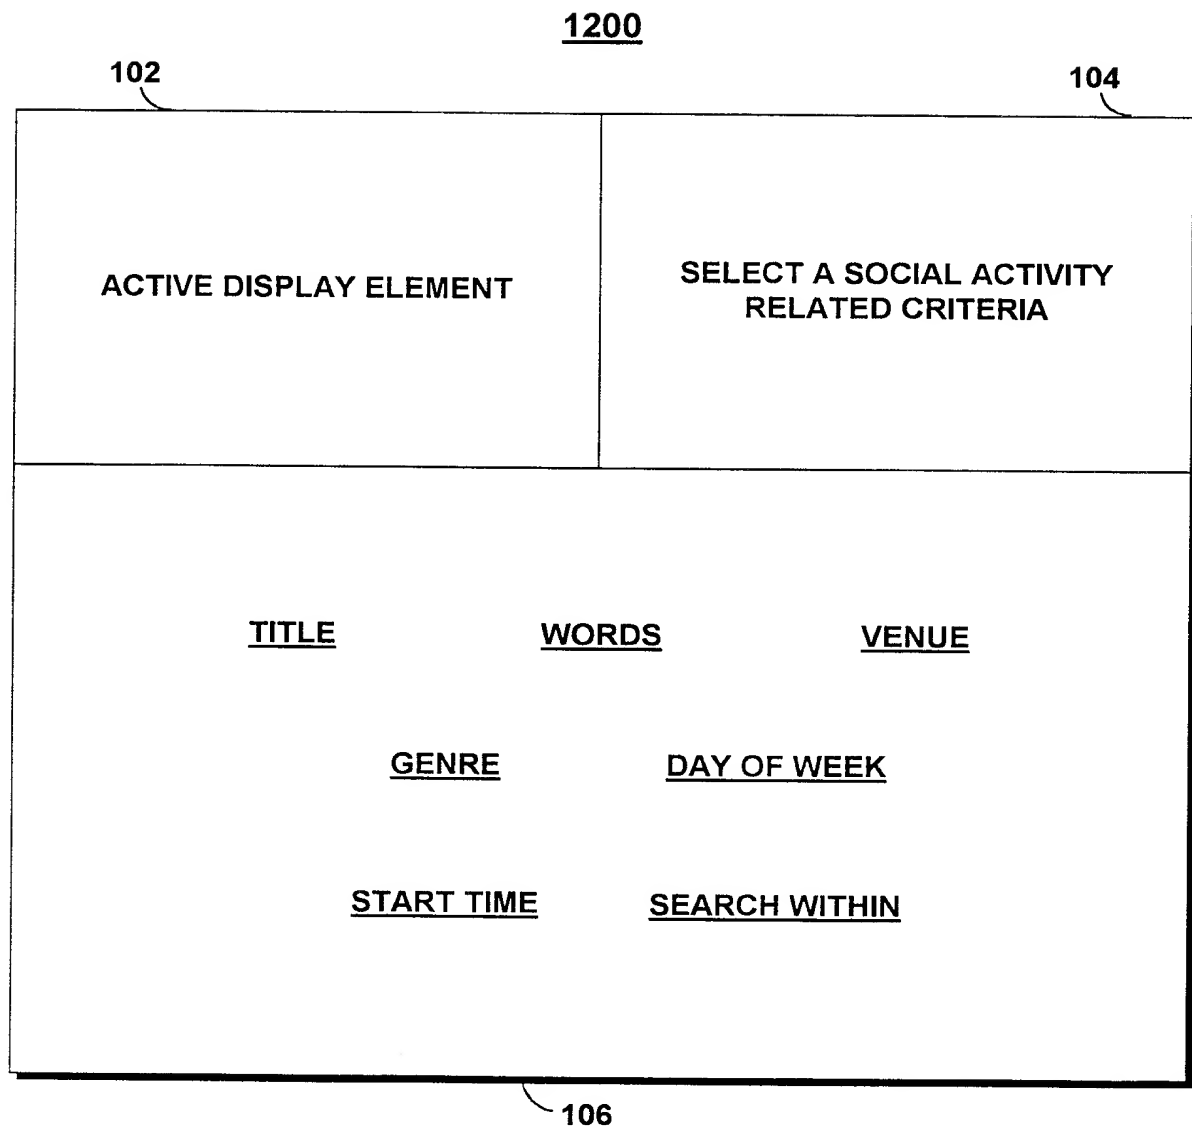 1200
102
104
ACTIVE DISPLAY ELEMENT
SELECT A SOCIAL ACTIVITY
RELATED CRITERIA
TITLE WORDS VENUE
GENRE DAY OF WEEK
START TIME SEARCH WITHIN
106